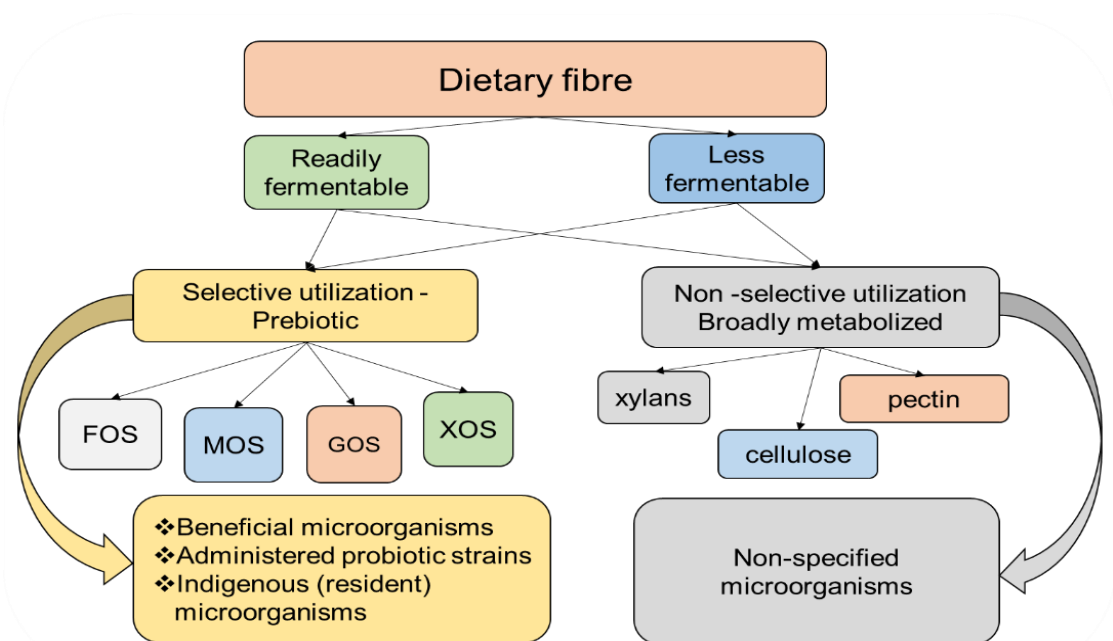 Dietary fibre
Readily
fermentable
Less
fermentable
Selective utilization -
Prebiotic
Non -selective utilization
Broadly metabolized
FOS
MOS
GOS
XOS
xylans
cellulose
pectin
❖Beneficial microorganisms
❖Administered probiotic strains
❖Indigenous (resident)
microorganisms
Non-specified
microorganisms